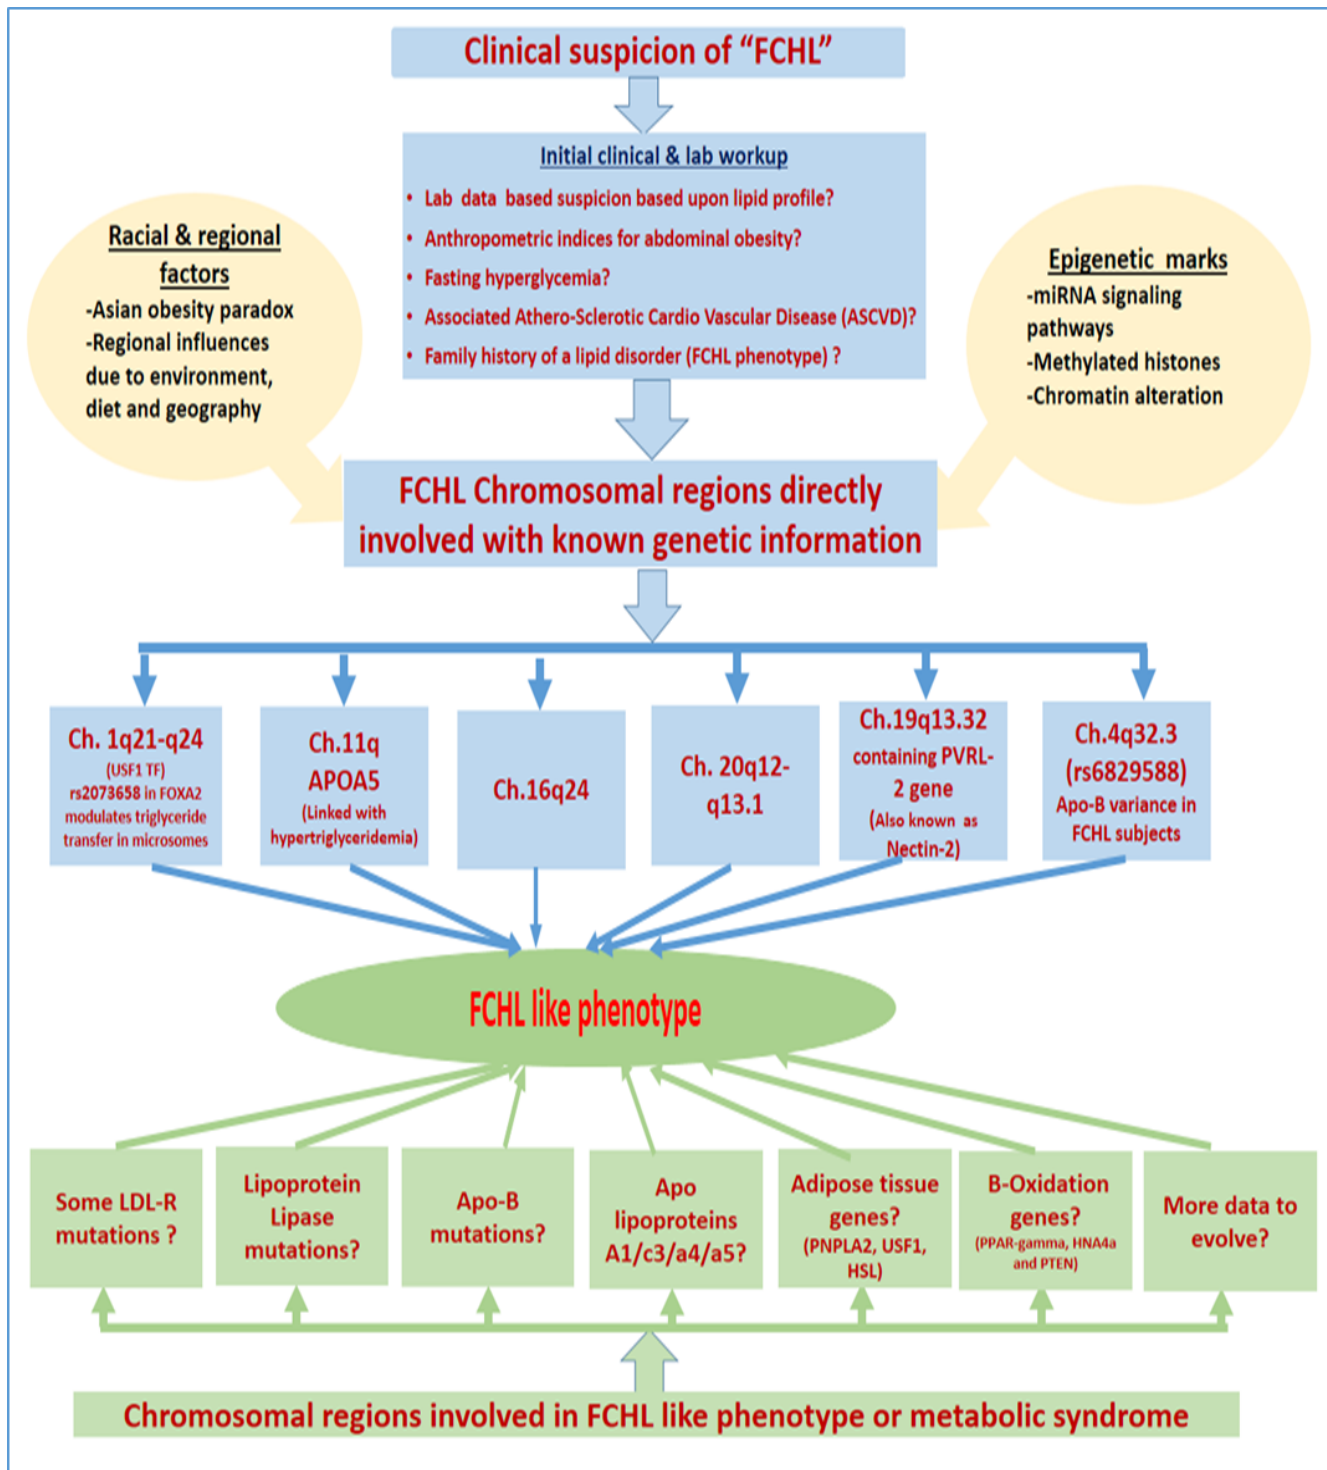 Clinical suspicion of “FCHL”
Initial clinical & lab workup
• Lab data based suspicion based upon lipid profile?
• Anthropometric indices for abdominal obesity?
• Fasting hyperglycemia?
• Associated Athero-Sclerotic Cardio Vascular Disease (ASCVD)?
• Family history of a lipid disorder (FCHL phenotype) ?
Racial & regional
factors
-Asian obesity paradox
-Regional influences
due to environment,
diet and geography
Epigenetic marks
-miRNA signaling
pathways
-Methylated histones
-Chromatin alteration
FCHL Chromosomal regions directly
involved with known genetic information
Ch. 1q21-q24
(USF1 TF)
rs2073658 in FOXA2
modulates triglyceride
transfer in microsomes
Ch.11q
APOA5
(Linked with
hypertriglyceridemia)
Ch.16q24
Ch. 20q12-
q13.1
Ch.19q13.32
containing PVRL-
2 gene
(Also known as
Nectin-2)
Ch.4q32.3
(rs6829588)
Apo-B variance in
FCHL subjects
FCHL like phenotype
Some LDL-R
mutations ?
Lipoprotein
Lipase
mutations?
Apo-B
mutations?
Apo
lipoproteins
A1/c3/a4/a5?
Adipose tissue
genes?
(PNPLA2, USF1,
HSL)
B-Oxidation
genes?
(PPAR-gamma, HNA4a
and PTEN)
More data to
evolve?
Chromosomal regions involved in FCHL like phenotype or metabolic syndrome